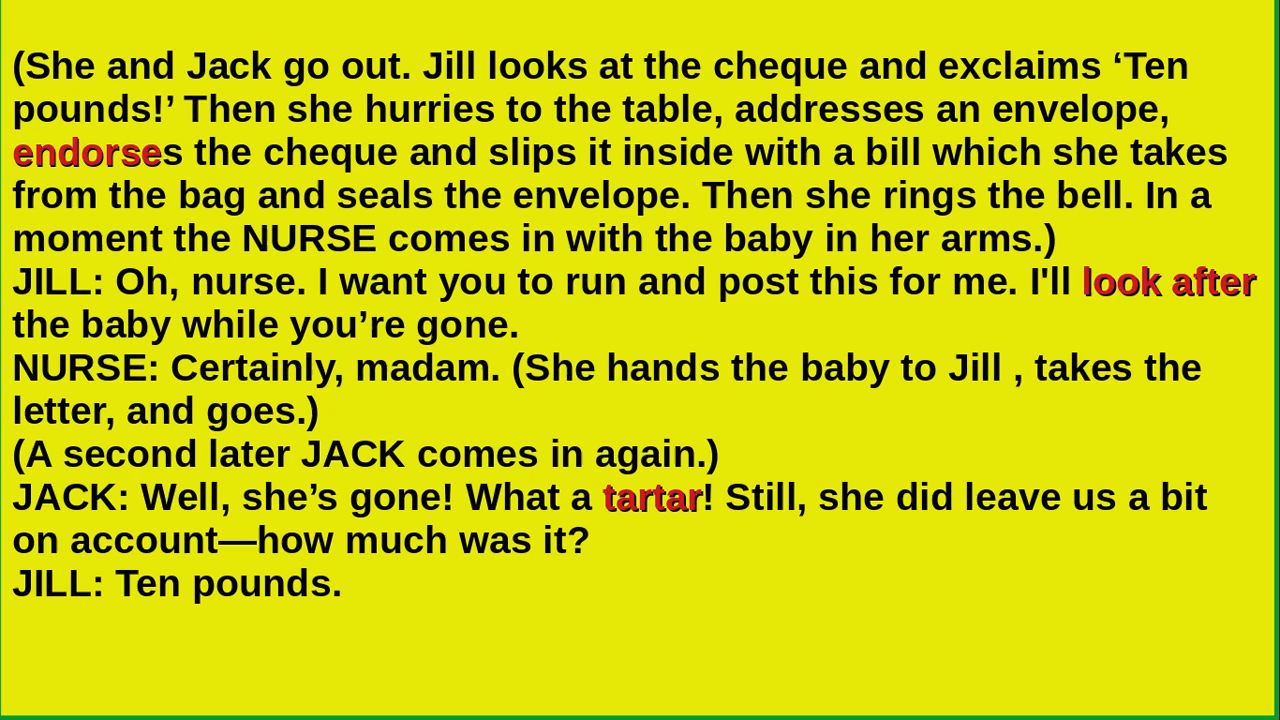 (She and Jack go out. Jill looks at the cheque and exclaims ‘Ten
pounds!’ Then she hurries to the table, addresses an envelope,
endorses the cheque and slips it inside with a bill which she takes
from the bag and seals the envelope. Then she rings the bell. In a
moment the NURSE comes in with the baby in her arms.)
JILL: Oh, nurse. I want you to run and post this for me. I'll look after
the baby while you’re gone.
NURSE: Certainly, madam. (She hands the baby to Jill , takes the
letter, and goes.)
(A second later JACK comes in again.)
JACK: Well, she’s gone! What a tartar! Still, she did leave us a bit
on account—how much was it?
JILL: Ten pounds.